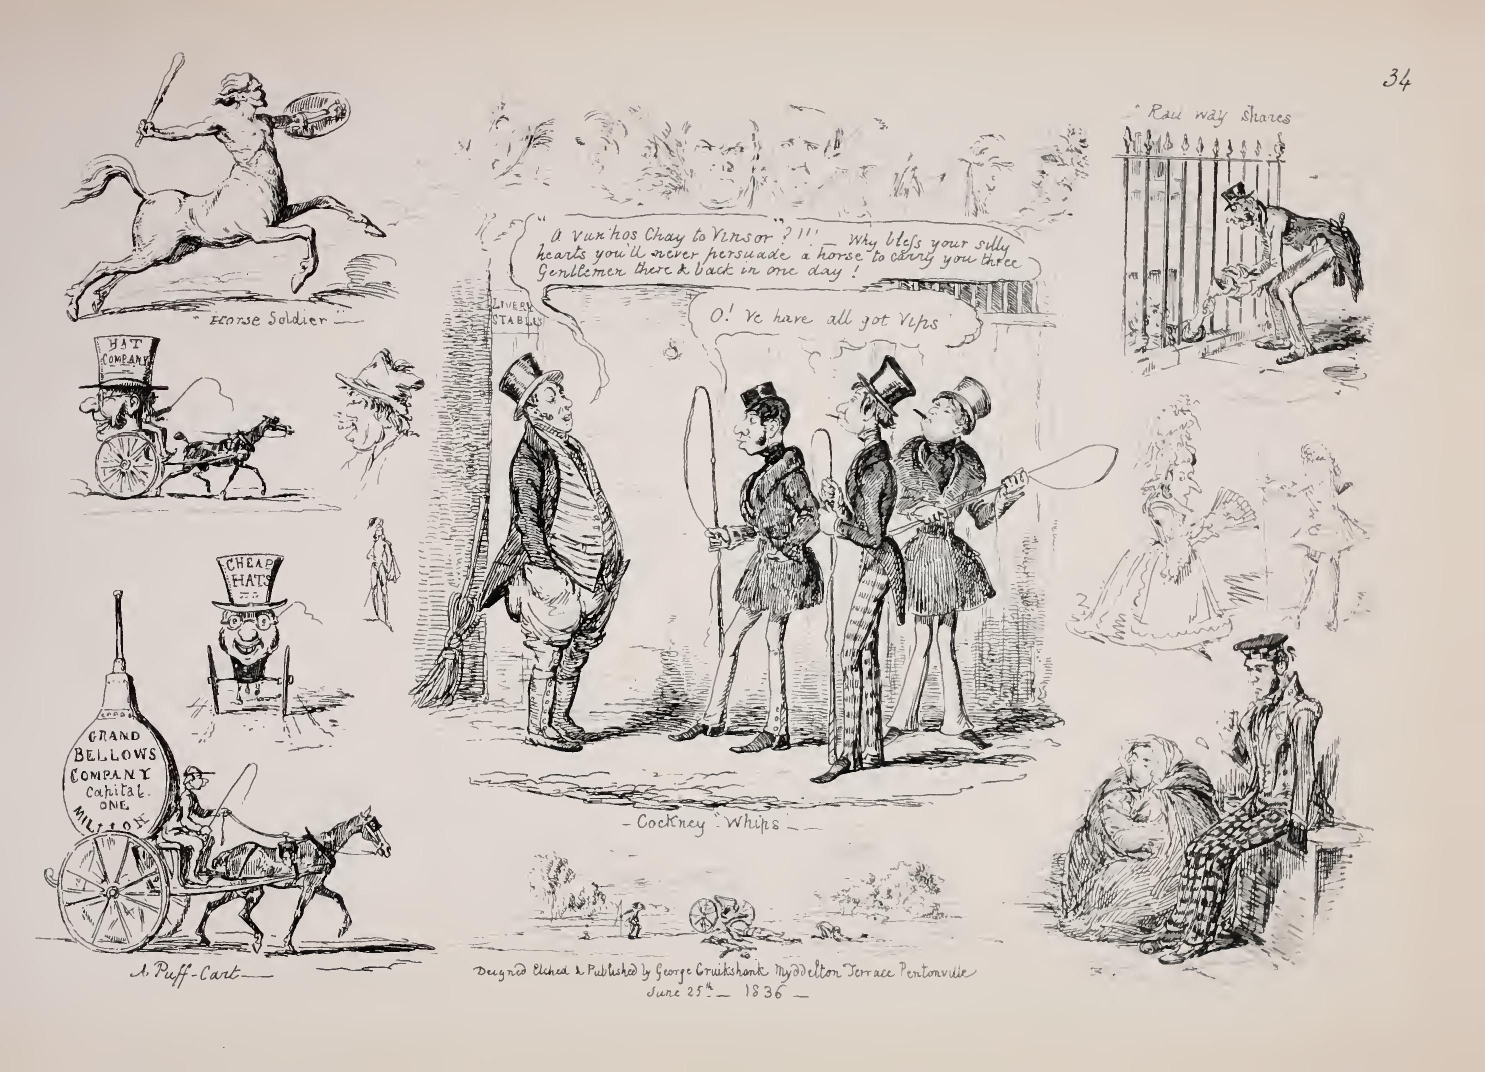 34
"Rail way shares
"A vun'hos Chay to Vinsor"?!!! — Why bless your silly
hearts you'll never persuade a horse to carry you three
Gentlemen there & back in one day!
O! Ve have all got Vips
LIVERY
STABLES
"Horse Soldier"
HAT
COMPANY
CHEAP
HATS
GRAND
BELLOWS
COMPANY
Capital
ONE
MILLION
A Puff-Cart
- Cockney "Whips" -
Designed Etched & Published by George Cruikshank Myddelton Terrace Pentonville
June 25th — 1836 —